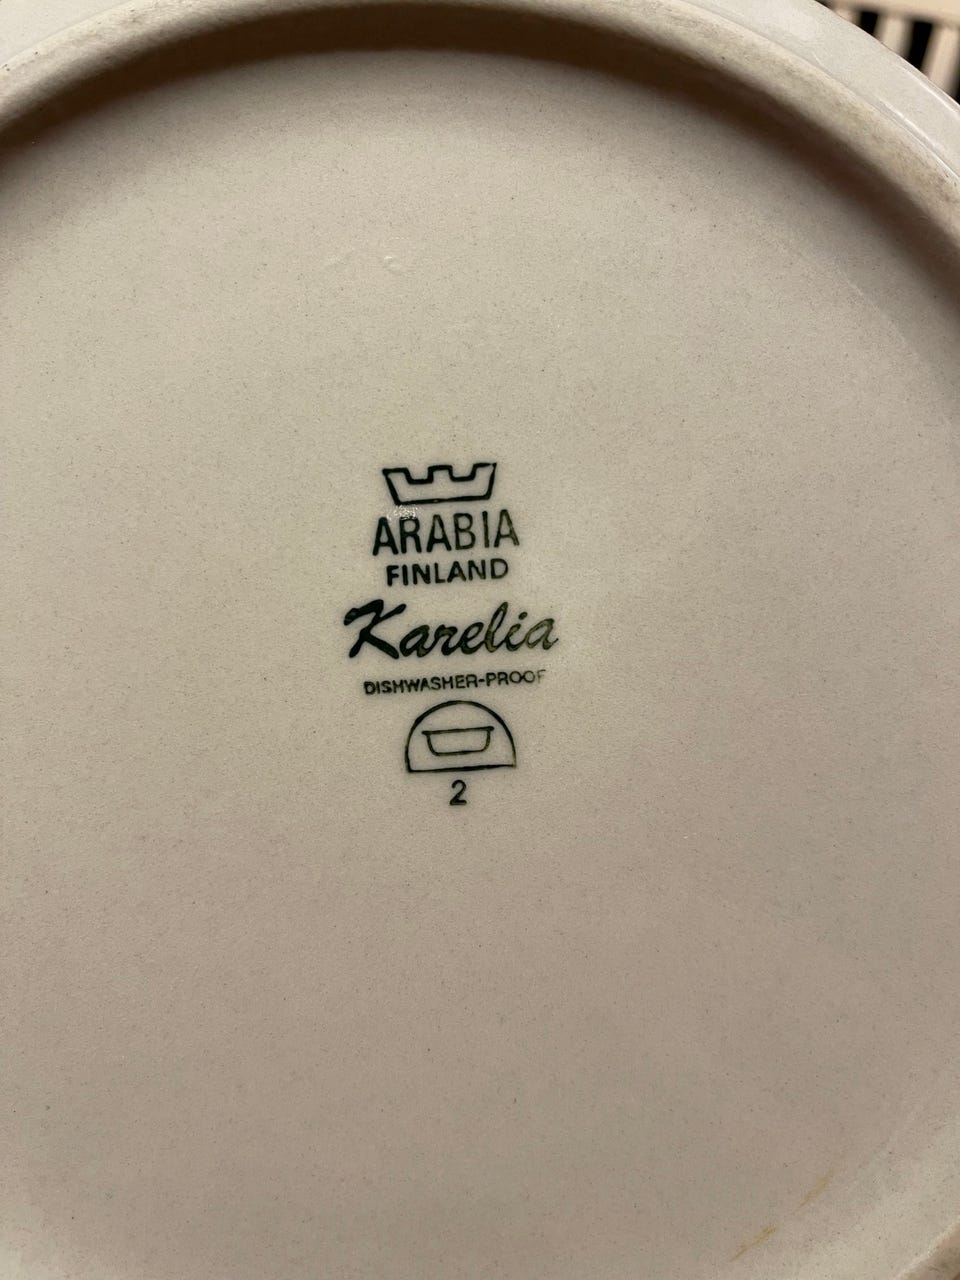 ARABIA
FINLAND
Karelia
DISHWASHER-PROOF
2